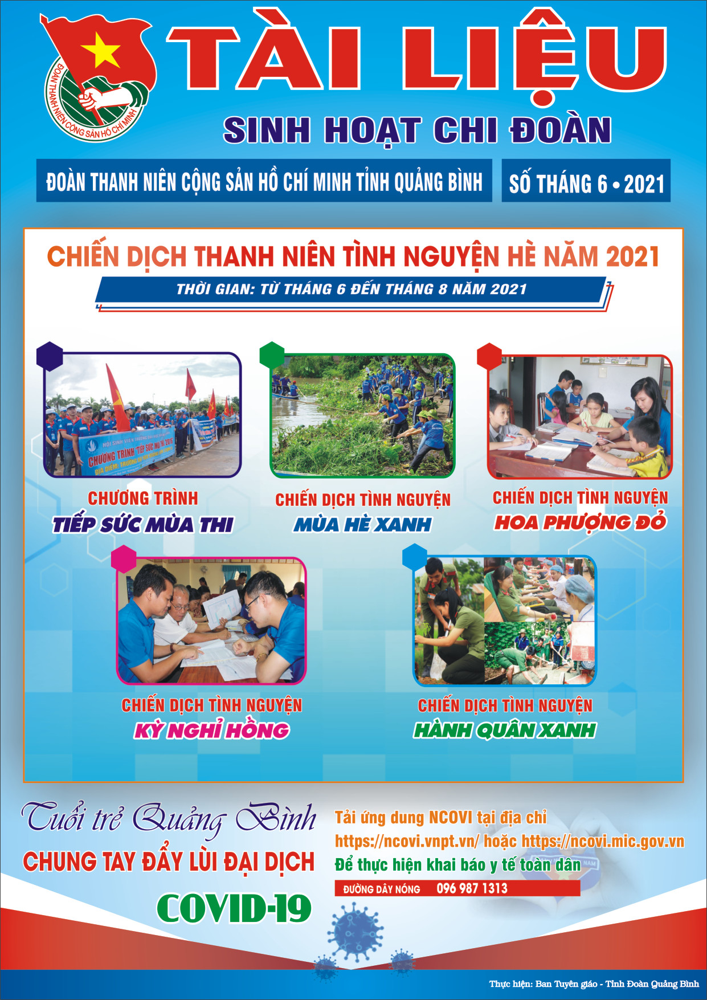 ĐOÀN THANH NIÊN CỘNG SẢN HỒ CHÍ MINH
TÀI LIỆU
SINH HOẠT CHI ĐOÀN
ĐOÀN THANH NIÊN CỘNG SẢN HỒ CHÍ MINH TỈNH QUẢNG BÌNH
SỐ THÁNG 6 • 2021
CHIẾN DỊCH THANH NIÊN TÌNH NGUYỆN HÈ NĂM 2021
THỜI GIAN: TỪ THÁNG 6 ĐẾN THÁNG 8 NĂM 2021
HỘI SINH VIÊN TRƯỜNG ĐẠI HỌC
CHƯƠNG TRÌNH "TIẾP SỨC MÙA THI 2016"
ĐỊA ĐIỂM: TRƯỜNG
CHƯƠNG TRÌNH
TIẾP SỨC MÙA THI
CHIẾN DỊCH TÌNH NGUYỆN
MÙA HÈ XANH
CHIẾN DỊCH TÌNH NGUYỆN
HOA PHƯỢNG ĐỎ
CHIẾN DỊCH TÌNH NGUYỆN
KỲ NGHỈ HỒNG
CHIẾN DỊCH TÌNH NGUYỆN
HÀNH QUÂN XANH
Tuổi trẻ Quảng Bình
CHUNG TAY ĐẨY LÙI ĐẠI DỊCH
COVID-19
Tải ứng dung NCOVI tại địa chỉ
https://ncovi.vnpt.vn/ hoặc https://ncovi.mic.gov.vn
Để thực hiện khai báo y tế toàn dân
ĐƯỜNG DÂY NÓNG 096 987 1313
Thực hiện: Ban Tuyên giáo - Tỉnh Đoàn Quảng Bình